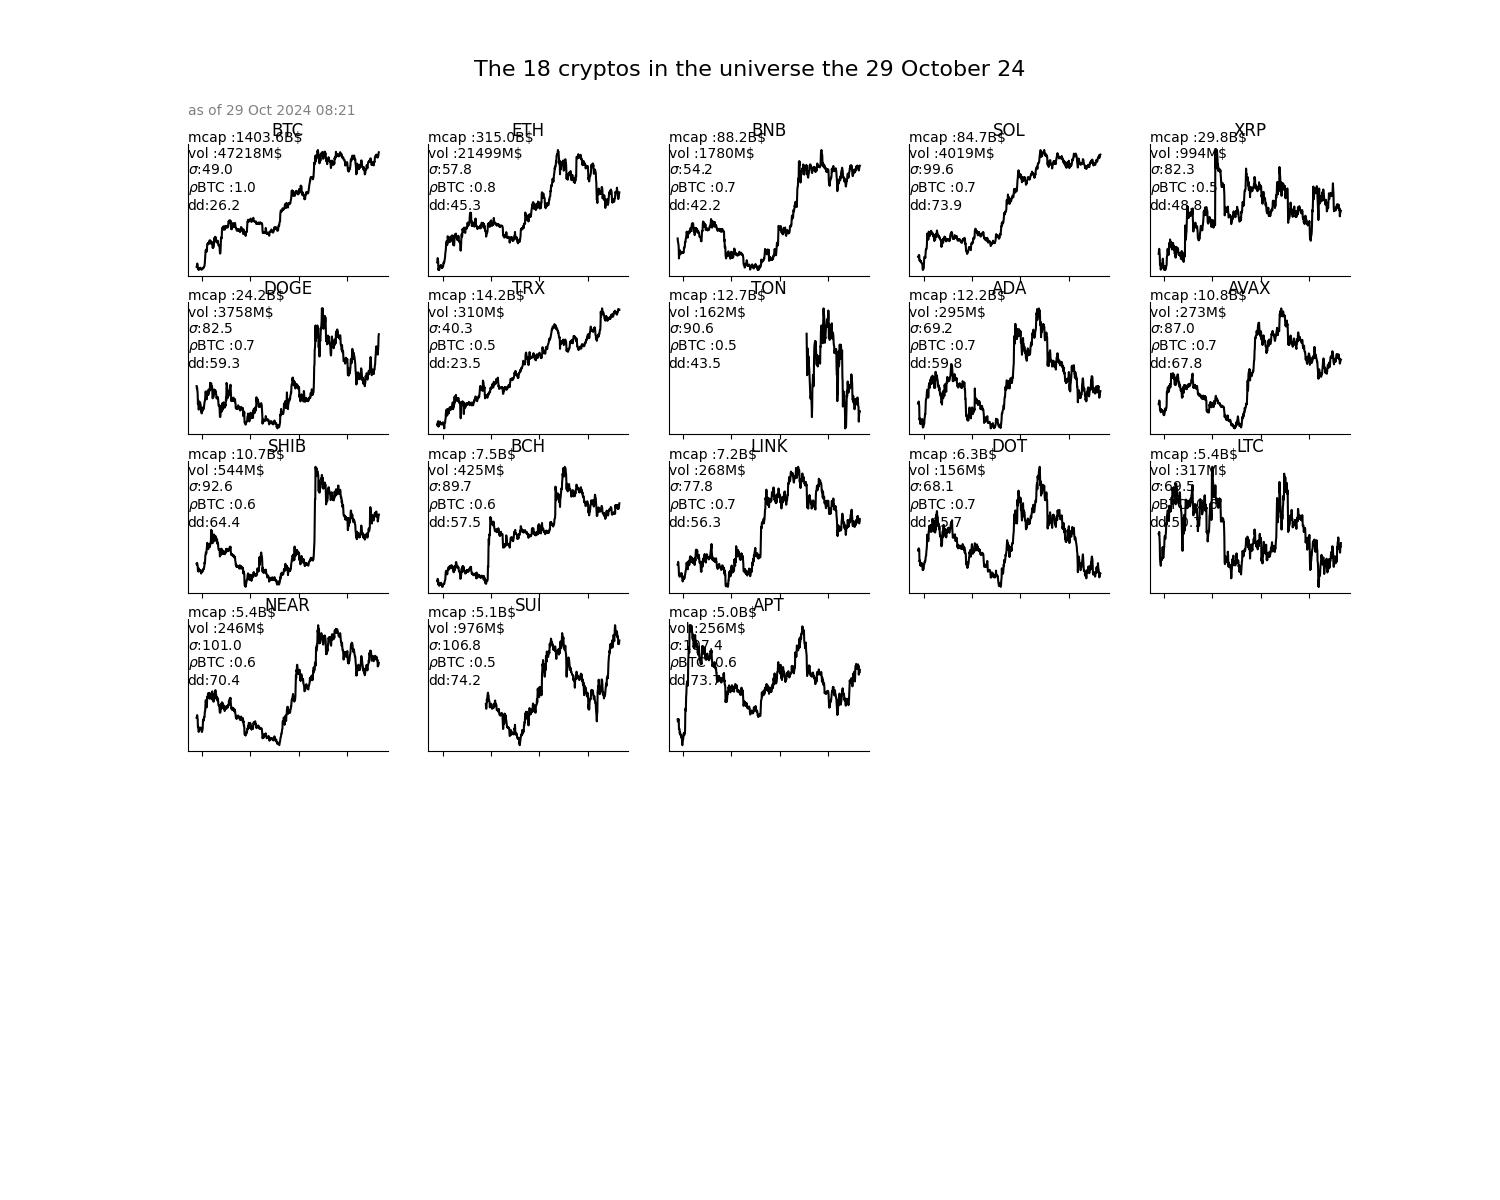 The 18 cryptos in the universe the 29 October 24
as of 29 Oct 2024 08:21
BTC
mcap :1403.6B$
vol :47218M$
σ:49.0
ρBTC :1.0
dd:26.2
ETH
mcap :315.0B$
vol :21499M$
σ:57.8
ρBTC :0.8
dd:45.3
BNB
mcap :88.2B$
vol :1780M$
σ:54.2
ρBTC :0.7
dd:42.2
SOL
mcap :84.7B$
vol :4019M$
σ:99.6
ρBTC :0.7
dd:73.9
XRP
mcap :29.8B$
vol :994M$
σ:82.3
ρBTC :0.5
dd:48.8
DOGE
mcap :24.2B$
vol :3758M$
σ:82.5
ρBTC :0.7
dd:59.3
TRX
mcap :14.2B$
vol :310M$
σ:40.3
ρBTC :0.5
dd:23.5
TON
mcap :12.7B$
vol :162M$
σ:90.6
ρBTC :0.5
dd:43.5
ADA
mcap :12.2B$
vol :295M$
σ:69.2
ρBTC :0.7
dd:59.8
AVAX
mcap :10.8B$
vol :273M$
σ:87.0
ρBTC :0.7
dd:67.8
SHIB
mcap :10.7B$
vol :544M$
σ:92.6
ρBTC :0.6
dd:64.4
BCH
mcap :7.5B$
vol :425M$
σ:89.7
ρBTC :0.6
dd:57.5
LINK
mcap :7.2B$
vol :268M$
σ:77.8
ρBTC :0.7
dd:56.3
DOT
mcap :6.3B$
vol :156M$
σ:68.1
ρBTC :0.7
LTC
mcap :5.4B$
vol :317M$
σ:69.5
NEAR
mcap :5.4B$
vol :246M$
σ:101.0
ρBTC :0.6
dd:70.4
SUI
mcap :5.1B$
vol :976M$
σ:106.8
ρBTC :0.5
dd:74.2
APT
mcap :5.0B$
vol :256M$
σ:107.4
ρBTC :0.6